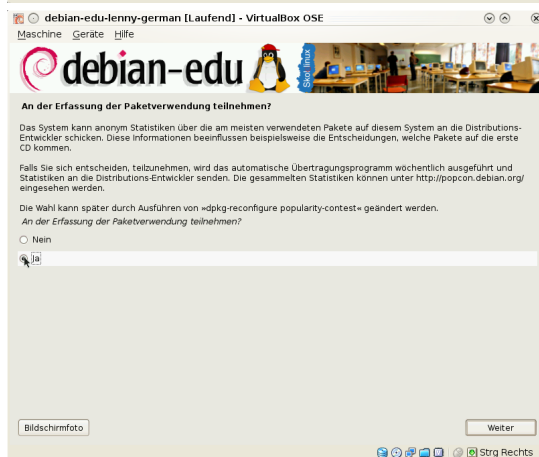 debian-edu-lenny-german [Laufend] - VirtualBox OSE
Maschine Geräte Hilfe
debian-edu
Skolelinux
An der Erfassung der Paketverwendung teilnehmen?
Das System kann anonym Statistiken über die am meisten verwendeten Pakete auf diesem System an die Distributions-
Entwickler schicken. Diese Informationen beeinflussen beispielsweise die Entscheidungen, welche Pakete auf die erste
CD kommen.
Falls Sie sich entscheiden, teilzunehmen, wird das automatische Übertragungsprogramm wöchentlich ausgeführt und
Statistiken an die Distributions-Entwickler senden. Die gesammelten Statistiken können unter http://popcon.debian.org/
eingesehen werden.
Die Wahl kann später durch Ausführen von »dpkg-reconfigure popularity-contest« geändert werden.
An der Erfassung der Paketverwendung teilnehmen?
Nein
Ja
Bildschirmfoto
Weiter
Strg Rechts